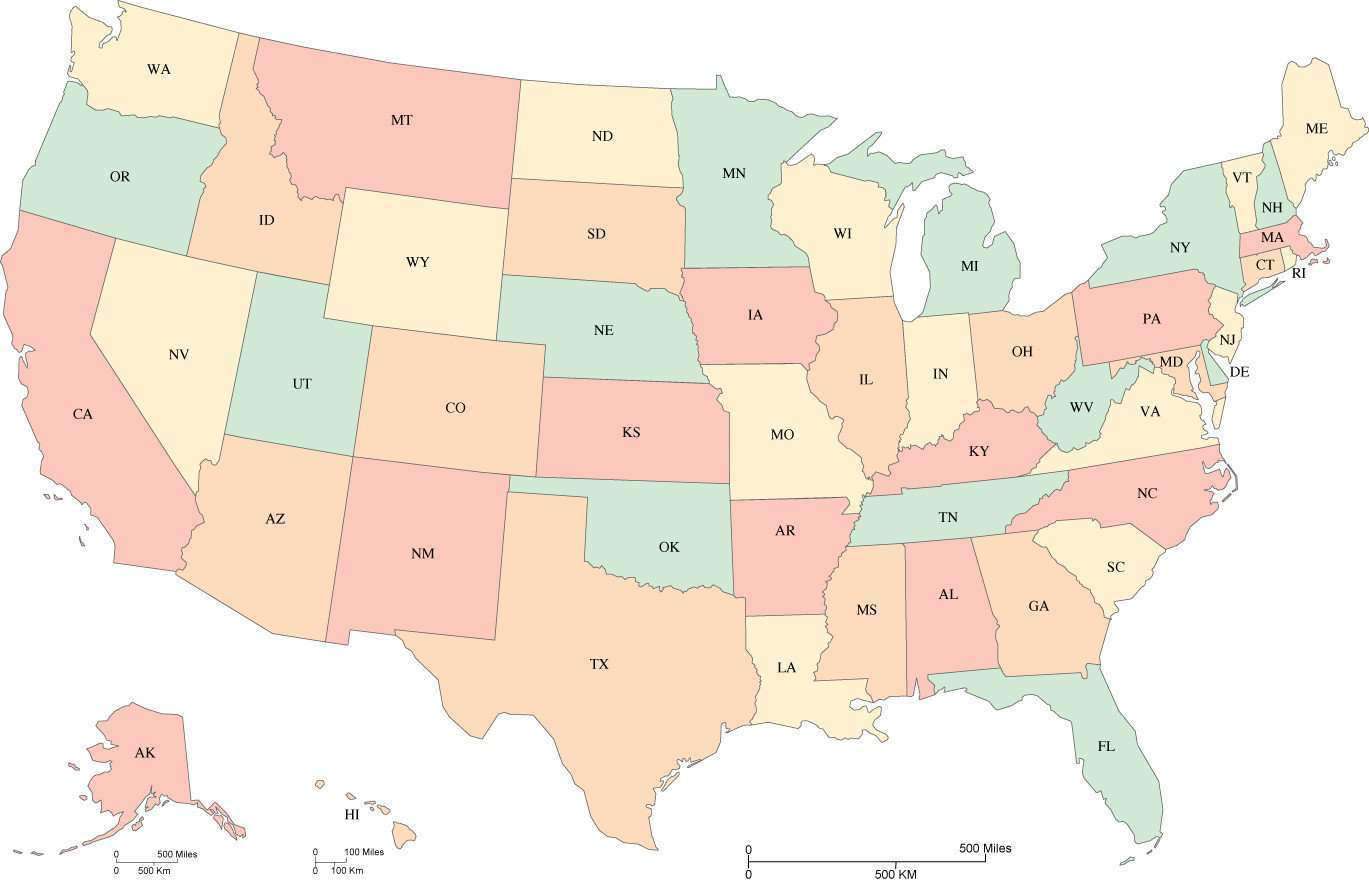 WA
MT
ND
MN
ME
OR
ID
SD
WI
MI
VT
NH
NY
MA
CT
RI
WY
IA
PA
NE
NJ
NV
UT
CO
IL
IN
OH
MD
DE
CA
KS
MO
WV
VA
KY
AZ
NM
OK
AR
TN
NC
SC
TX
LA
MS
AL
GA
FL
AK
HI
0 500 Miles
0 500 Km
0 100 Miles
0 100 Km
0 500 Miles
0 500 KM